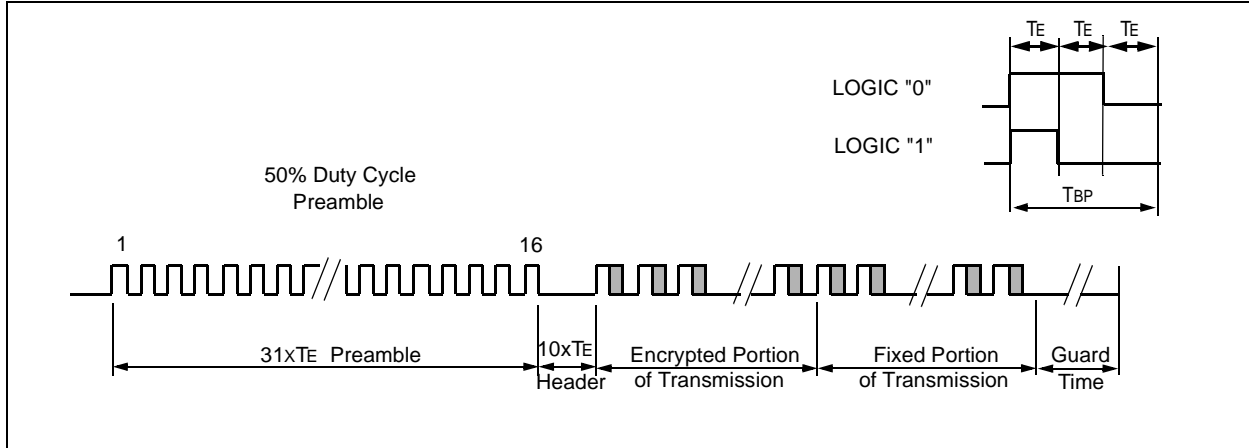 TE TE TE
LOGIC "0"
LOGIC "1"
TBP
50% Duty Cycle
Preamble
1
16
31xTE Preamble
10xTE
Header
Encrypted Portion
of Transmission
Fixed Portion
of Transmission
Guard
Time